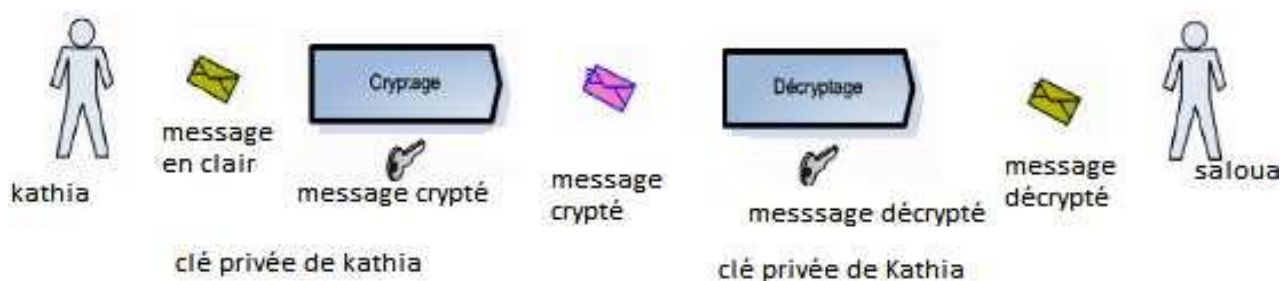 Cryptage
Décryptage
message
en clair
kathia
message crypté
message
crypté
messsage décrypté
message
décrypté
saloua
clé privée de kathia
clé privée de Kathia